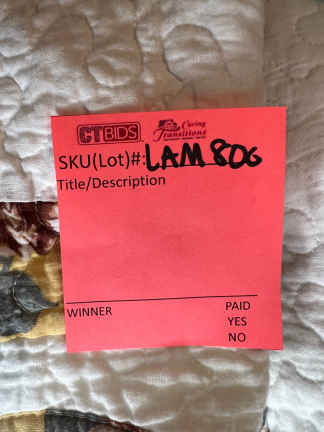 CTBIDS Caring Transitions
SKU(Lot)#: LAM 806
Title/Description
WINNER PAID
YES
NO